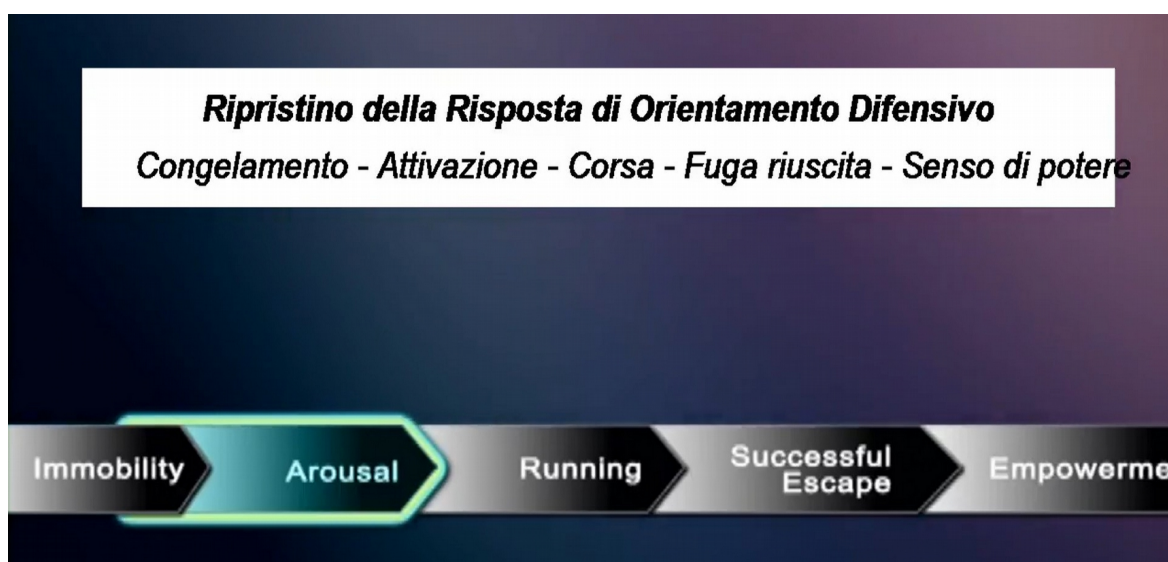 Ripristino della Risposta di Orientamento Difensivo
Congelamento - Attivazione - Corsa - Fuga riuscita - Senso di potere
Immobility
Arousal
Running
Successful
Escape
Empowerme